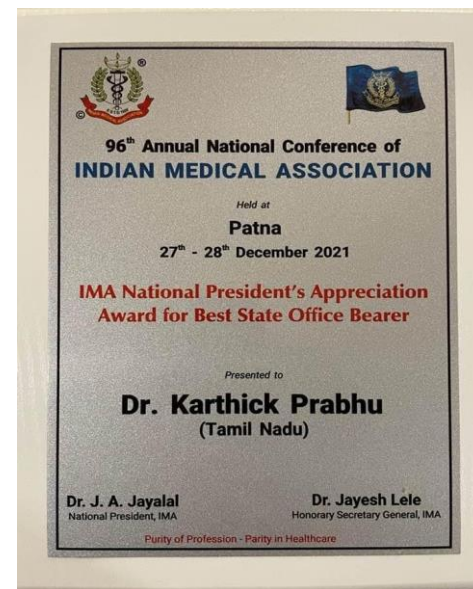 ®
©
96th Annual National Conference of
INDIAN MEDICAL ASSOCIATION
Held at
Patna
27th - 28th December 2021
IMA National President's Appreciation
Award for Best State Office Bearer
Presented to
Dr. Karthick Prabhu
(Tamil Nadu)
Dr. J. A. Jayalal
National President, IMA
Dr. Jayesh Lele
Honorary Secretary General, IMA
Purity of Profession - Parity in Healthcare